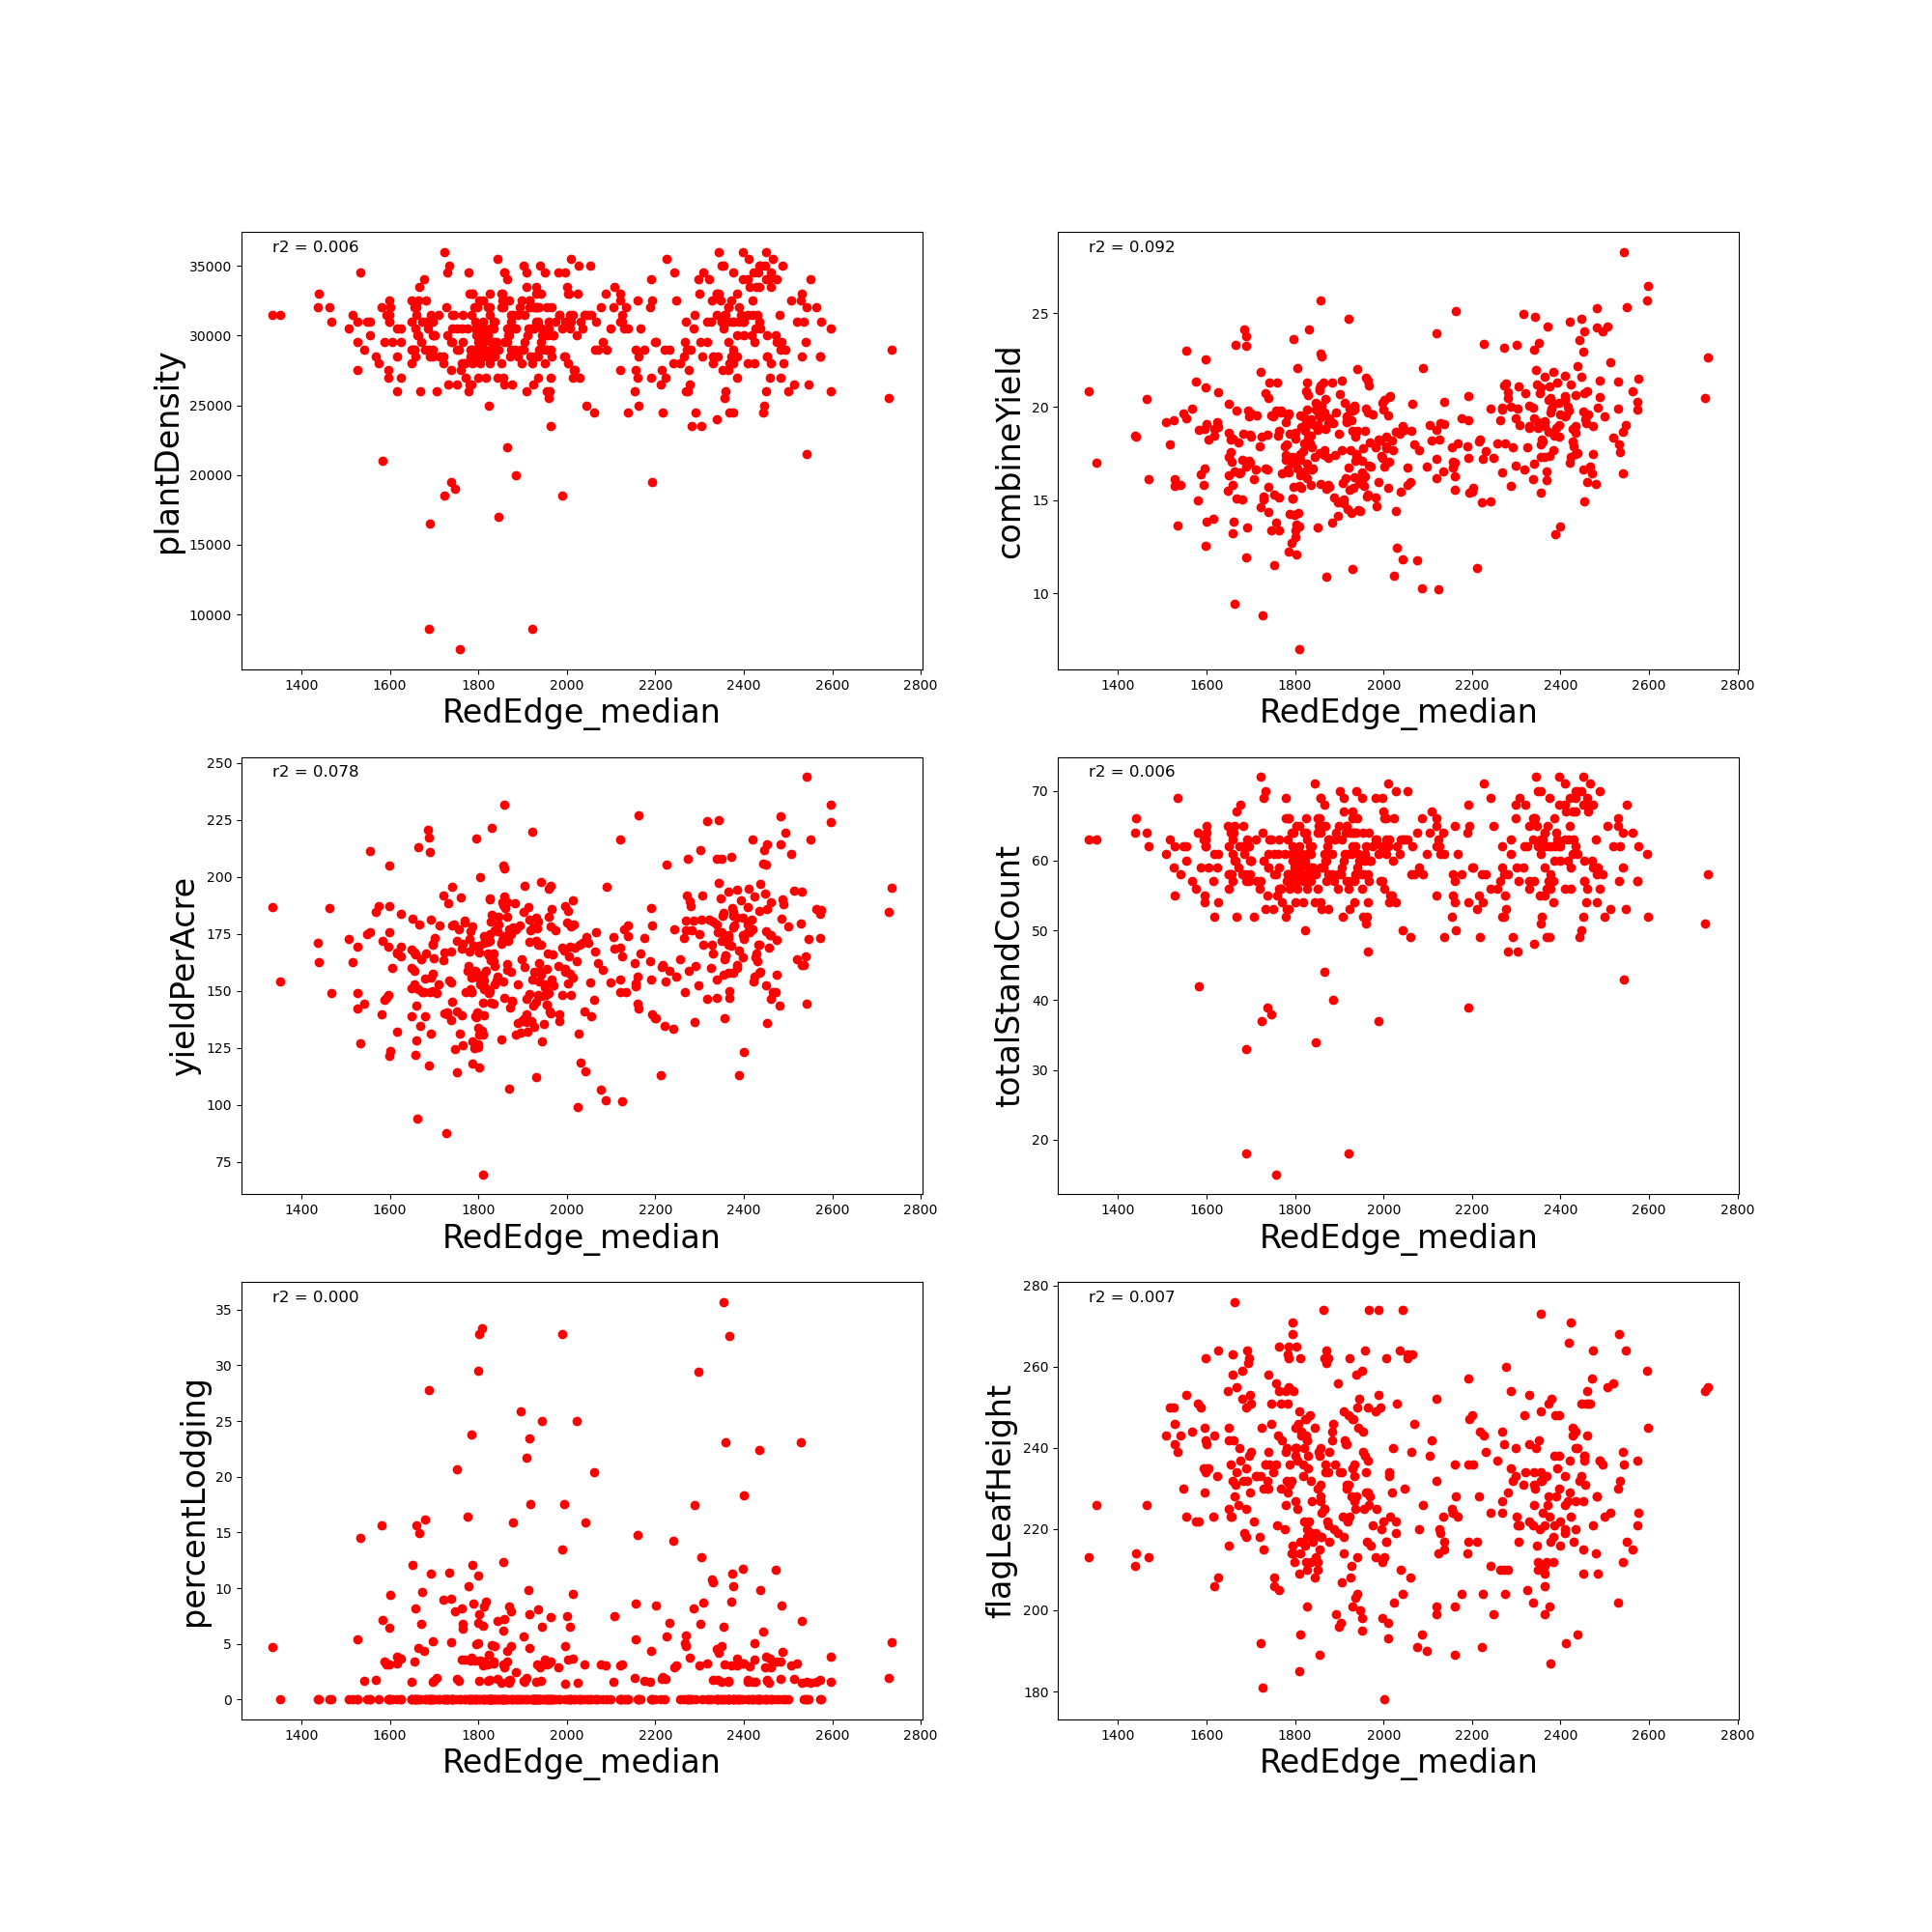 r2 = 0.006
35000
30000
25000
20000
15000
10000
plantDensity
1400 1600 1800 2000 2200 2400 2600 2800
RedEdge_median
r2 = 0.092
25
20
15
10
combineYield
1400 1600 1800 2000 2200 2400 2600 2800
RedEdge_median
r2 = 0.078
250
225
200
175
150
125
100
75
yieldPerAcre
1400 1600 1800 2000 2200 2400 2600 2800
RedEdge_median
r2 = 0.006
70
60
50
40
30
20
totalStandCount
1400 1600 1800 2000 2200 2400 2600 2800
RedEdge_median
r2 = 0.000
35
30
25
20
15
10
5
0
percentLodging
1400 1600 1800 2000 2200 2400 2600 2800
RedEdge_median
r2 = 0.007
280
260
240
220
200
180
flagLeafHeight
1400 1600 1800 2000 2200 2400 2600 2800
RedEdge_median